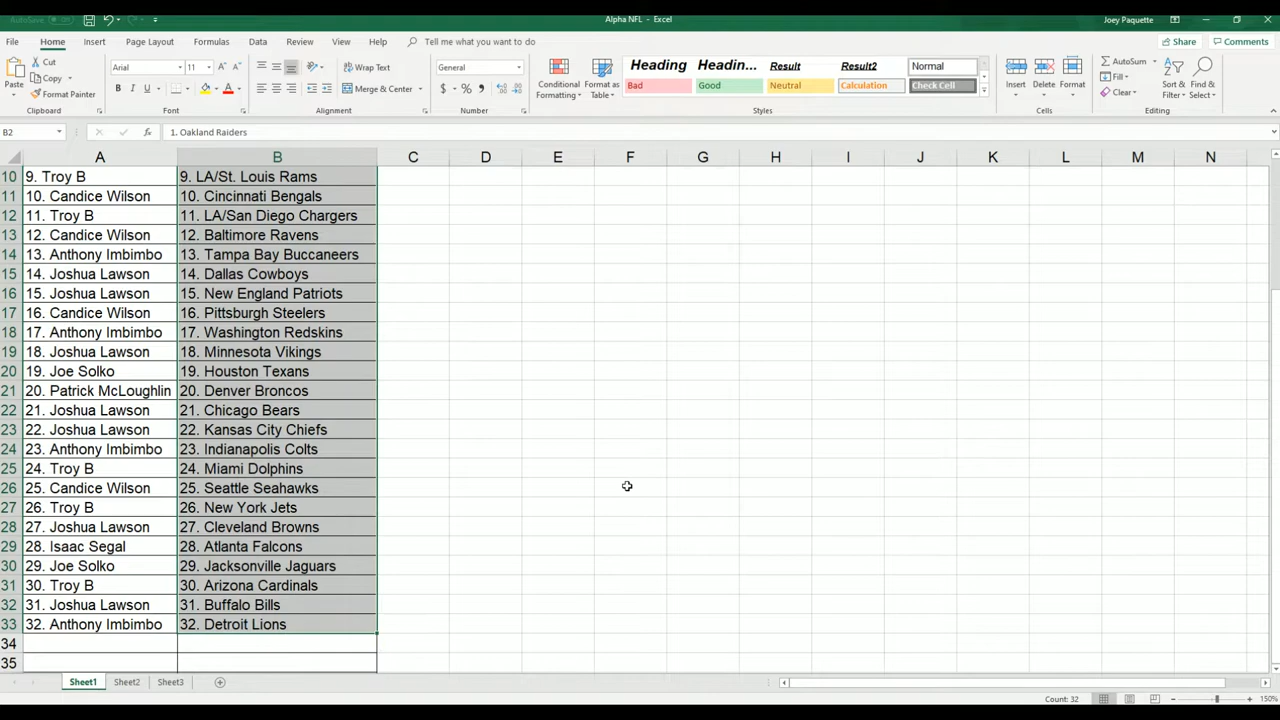 AutoSave Off Alpha NFL - Excel Joey Paquette
File Home Insert Page Layout Formulas Data Review View Help Tell me what you want to do Share Comments
Paste Cut Copy Format Painter Clipboard
Arial 11 A A B I U A Font
Wrap Text Merge & Center Alignment
General $ % , Number
Conditional Formatting Format as Table
Heading Headin... Result Result2 Normal
Bad Good Neutral Calculation Check Cell
Styles
Insert Delete Format Cells
AutoSum Fill Clear Sort & Filter Find & Select Editing
B2 fx 1. Oakland Raiders
A B C D E F G H I J K L M N
10 9. Troy B 9. LA/St. Louis Rams
11 10. Candice Wilson 10. Cincinnati Bengals
12 11. Troy B 11. LA/San Diego Chargers
13 12. Candice Wilson 12. Baltimore Ravens
14 13. Anthony Imbimbo 13. Tampa Bay Buccaneers
15 14. Joshua Lawson 14. Dallas Cowboys
16 15. Joshua Lawson 15. New England Patriots
17 16. Candice Wilson 16. Pittsburgh Steelers
18 17. Anthony Imbimbo 17. Washington Redskins
19 18. Joshua Lawson 18. Minnesota Vikings
20 19. Joe Solko 19. Houston Texans
21 20. Patrick McLoughlin 20. Denver Broncos
22 21. Joshua Lawson 21. Chicago Bears
23 22. Joshua Lawson 22. Kansas City Chiefs
24 23. Anthony Imbimbo 23. Indianapolis Colts
25 24. Troy B 24. Miami Dolphins
26 25. Candice Wilson 25. Seattle Seahawks
27 26. Troy B 26. New York Jets
28 27. Joshua Lawson 27. Cleveland Browns
29 28. Isaac Segal 28. Atlanta Falcons
30 29. Joe Solko 29. Jacksonville Jaguars
31 30. Troy B 30. Arizona Cardinals
32 31. Joshua Lawson 31. Buffalo Bills
33 32. Anthony Imbimbo 32. Detroit Lions
34
35
Sheet1 Sheet2 Sheet3
Count: 32 150%